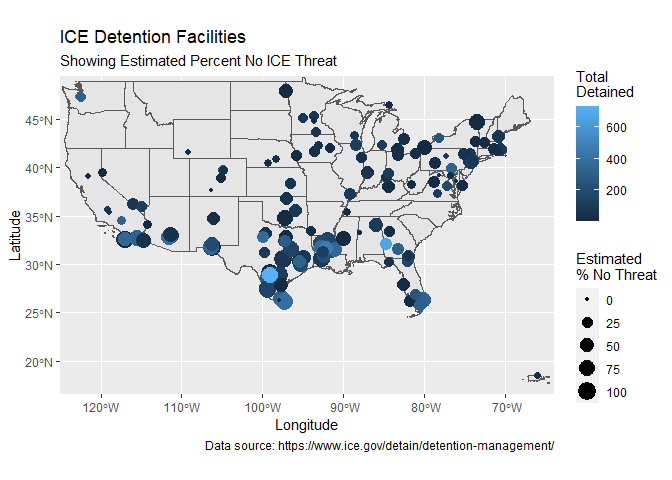 ICE Detention Facilities
Showing Estimated Percent No ICE Threat
Total
Detained
600
400
200
Estimated
% No Threat
0
25
50
75
100
45°N
40°N
35°N
30°N
25°N
20°N
Latitude
120°W
110°W
100°W
90°W
80°W
70°W
Longitude
Data source: https://www.ice.gov/detain/detention-management/